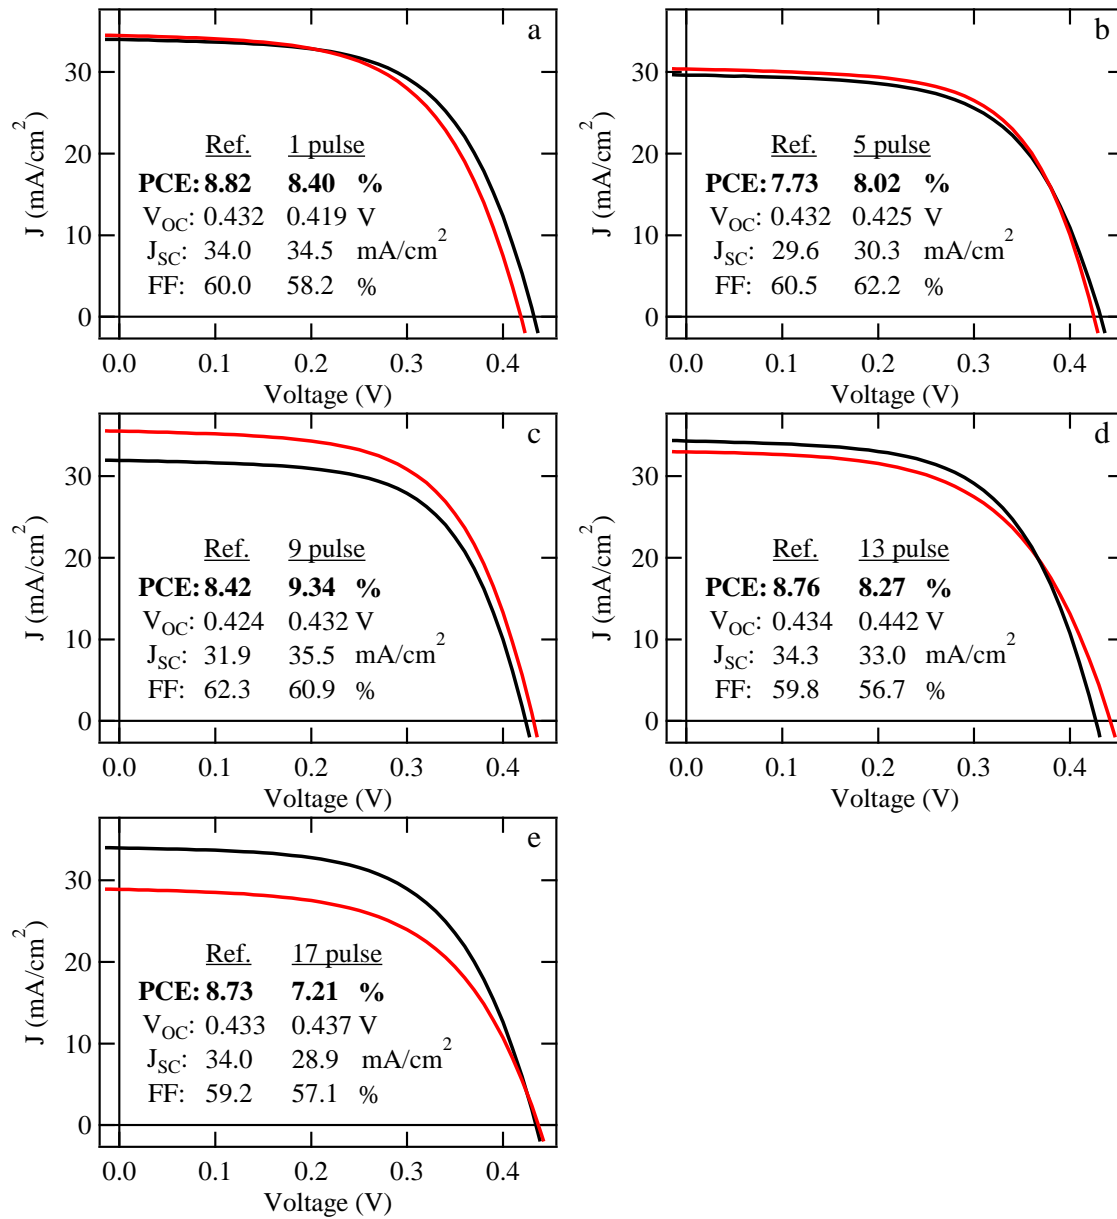 a
J (mA/cm²)
30
20
10
0
Ref. 1 pulse
PCE: 8.82 8.40 %
V_OC: 0.432 0.419 V
J_SC: 34.0 34.5 mA/cm²
FF: 60.0 58.2 %
0.0 0.1 0.2 0.3 0.4
Voltage (V)
b
J (mA/cm²)
30
20
10
0
Ref. 5 pulse
PCE: 7.73 8.02 %
V_OC: 0.432 0.425 V
J_SC: 29.6 30.3 mA/cm²
FF: 60.5 62.2 %
0.0 0.1 0.2 0.3 0.4
Voltage (V)
c
J (mA/cm²)
30
20
10
0
Ref. 9 pulse
PCE: 8.42 9.34 %
V_OC: 0.424 0.432 V
J_SC: 31.9 35.5 mA/cm²
FF: 62.3 60.9 %
0.0 0.1 0.2 0.3 0.4
Voltage (V)
d
J (mA/cm²)
30
20
10
0
Ref. 13 pulse
PCE: 8.76 8.27 %
V_OC: 0.434 0.442 V
J_SC: 34.3 33.0 mA/cm²
FF: 59.8 56.7 %
0.0 0.1 0.2 0.3 0.4
Voltage (V)
e
J (mA/cm²)
30
20
10
0
Ref. 17 pulse
PCE: 8.73 7.21 %
V_OC: 0.433 0.437 V
J_SC: 34.0 28.9 mA/cm²
FF: 59.2 57.1 %
0.0 0.1 0.2 0.3 0.4
Voltage (V)